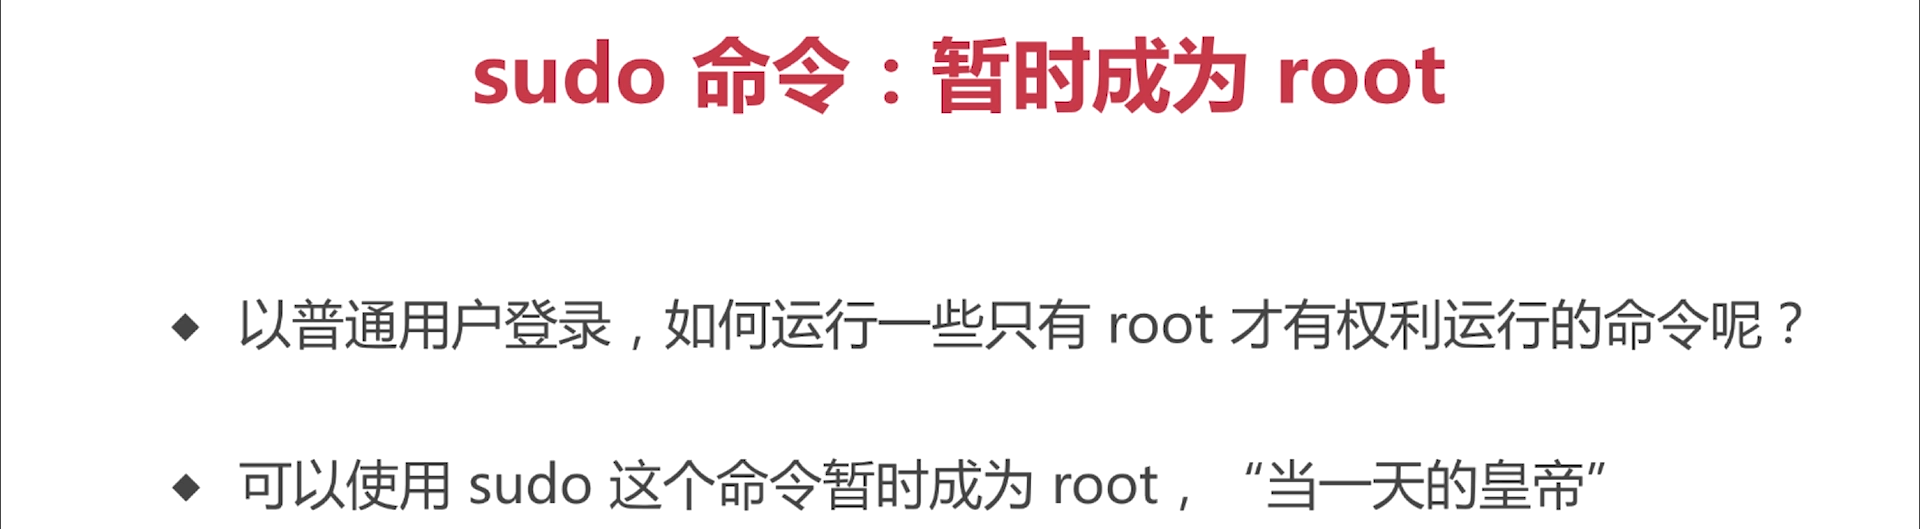 sudo 命令：暂时成为 root
◆ 以普通用户登录，如何运行一些只有 root 才有权利运行的命令呢？
◆ 可以使用 sudo 这个命令暂时成为 root，“当一天的皇帝”